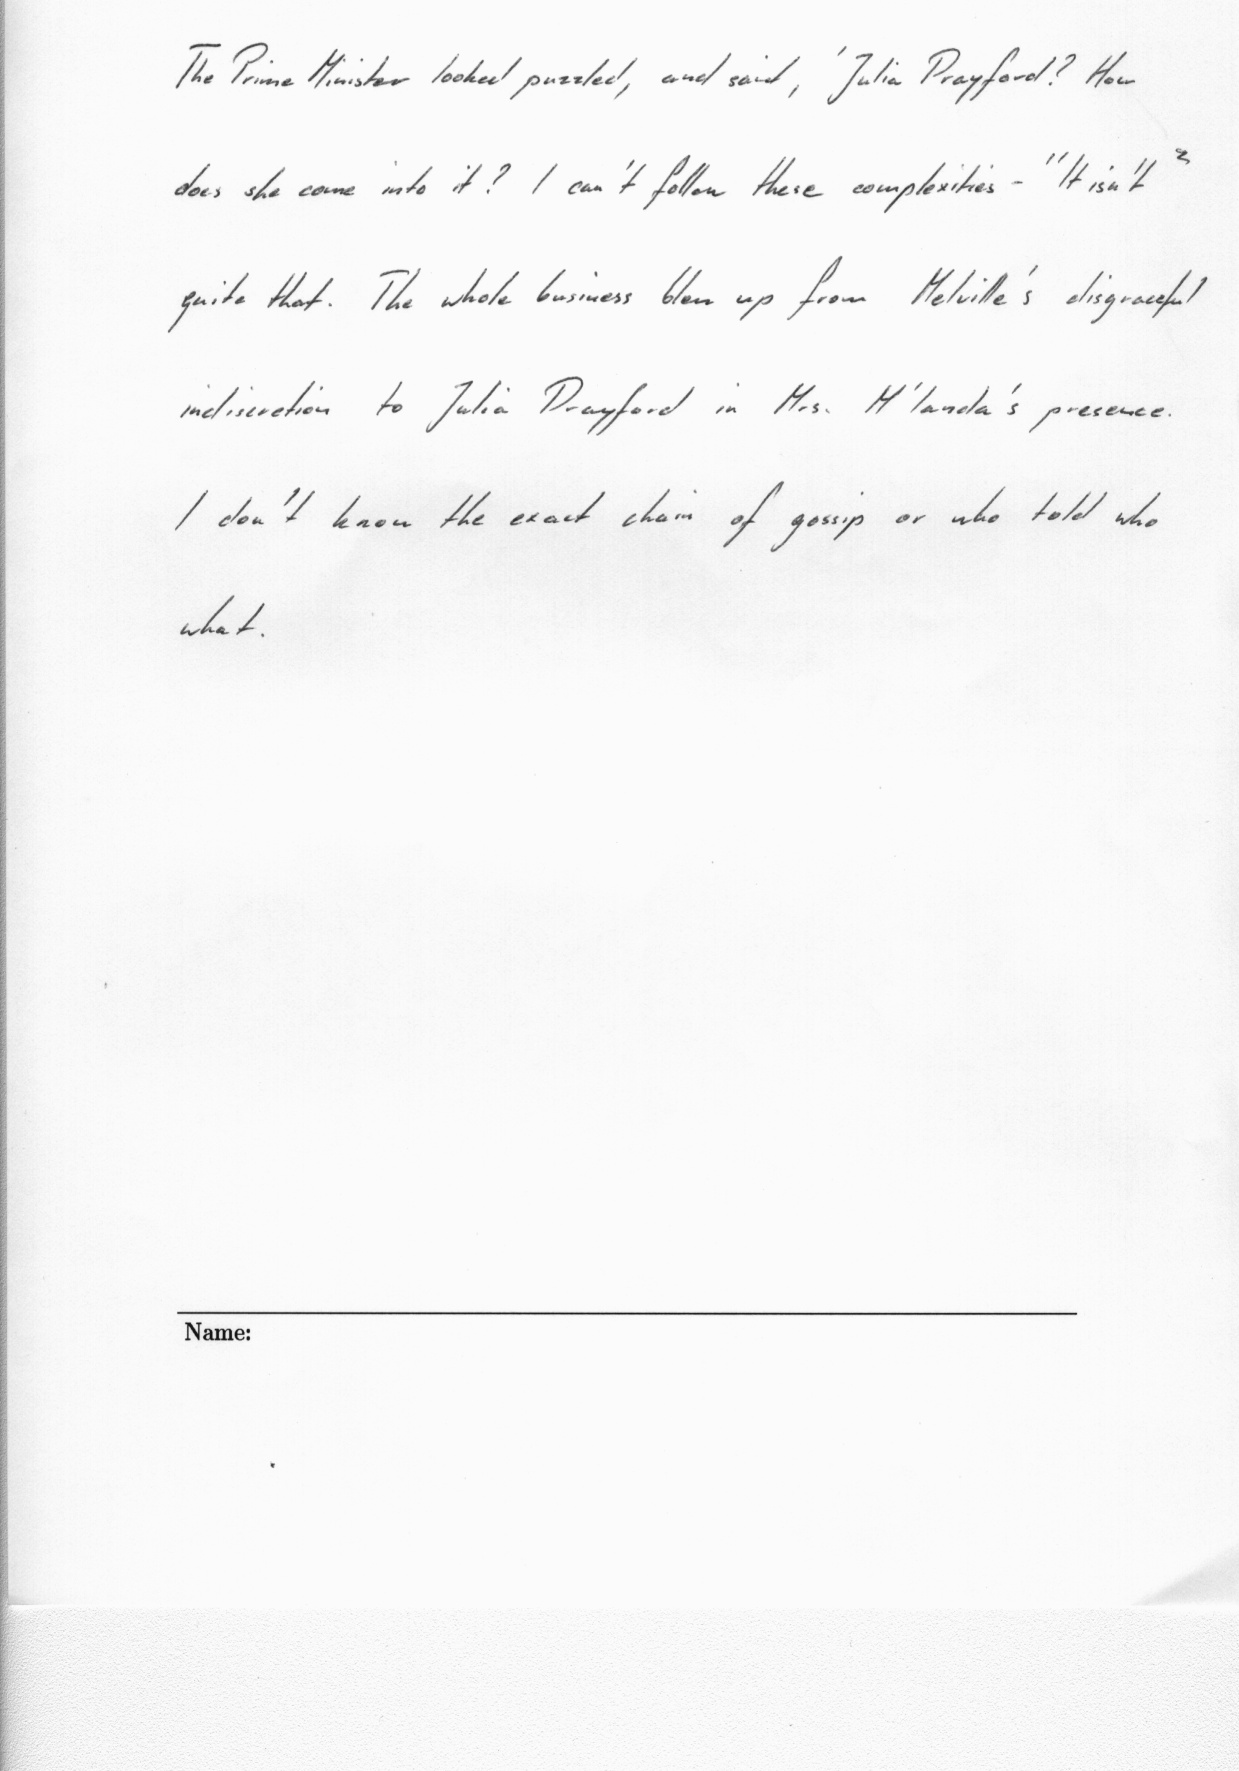 The Prime Minister looked puzzled, and said, 'Julia Drayford? How
does she come into it? I can't follow these complexities - "It isn't
quite that. The whole business blew up from Melville's disgraceful
indiscretion to Julia Drayford in Mrs. M'landa's presence.
I don't know the exact chain of gossip or who told who
what.
Name: